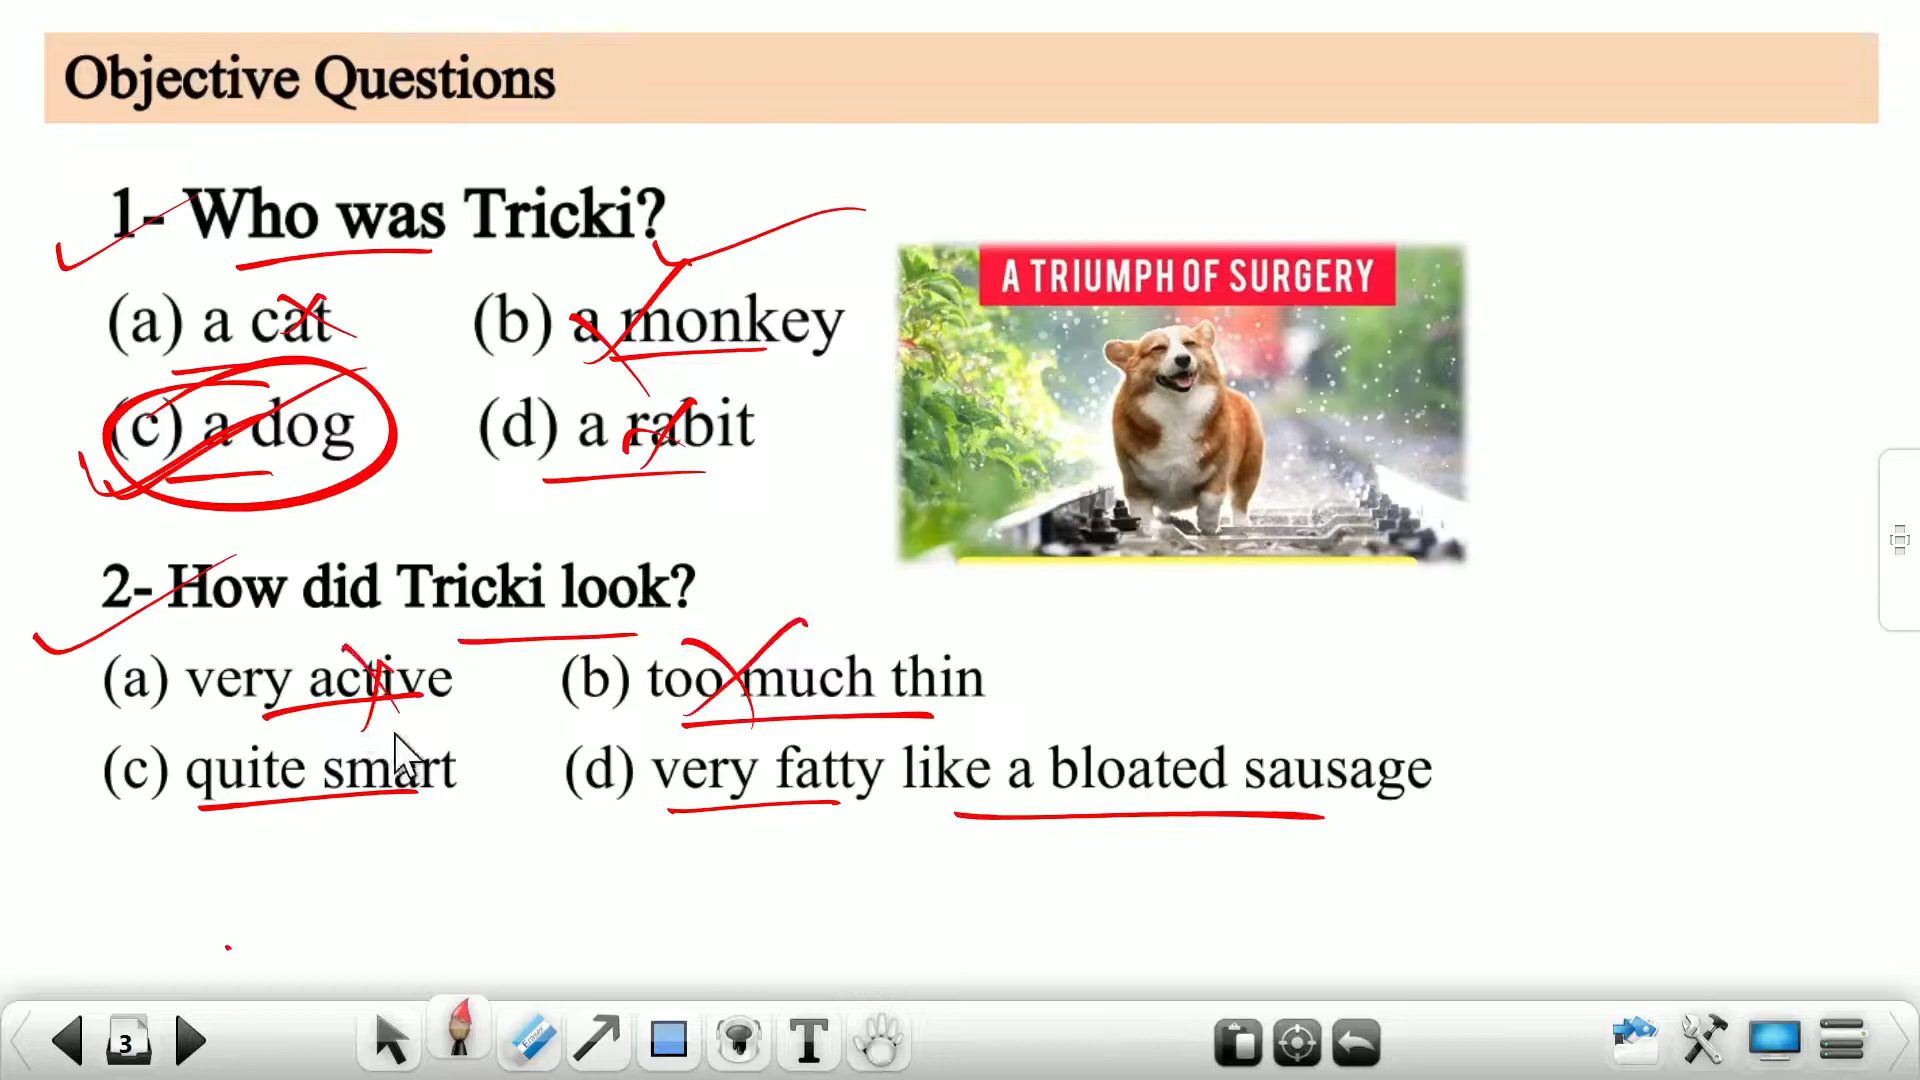 Objective Questions
1- Who was Tricki?
(a) a cat (b) a monkey
(c) a dog (d) a rabit
A TRIUMPH OF SURGERY
2- How did Tricki look?
(a) very active (b) too much thin
(c) quite smart (d) very fatty like a bloated sausage
3 Eraser T